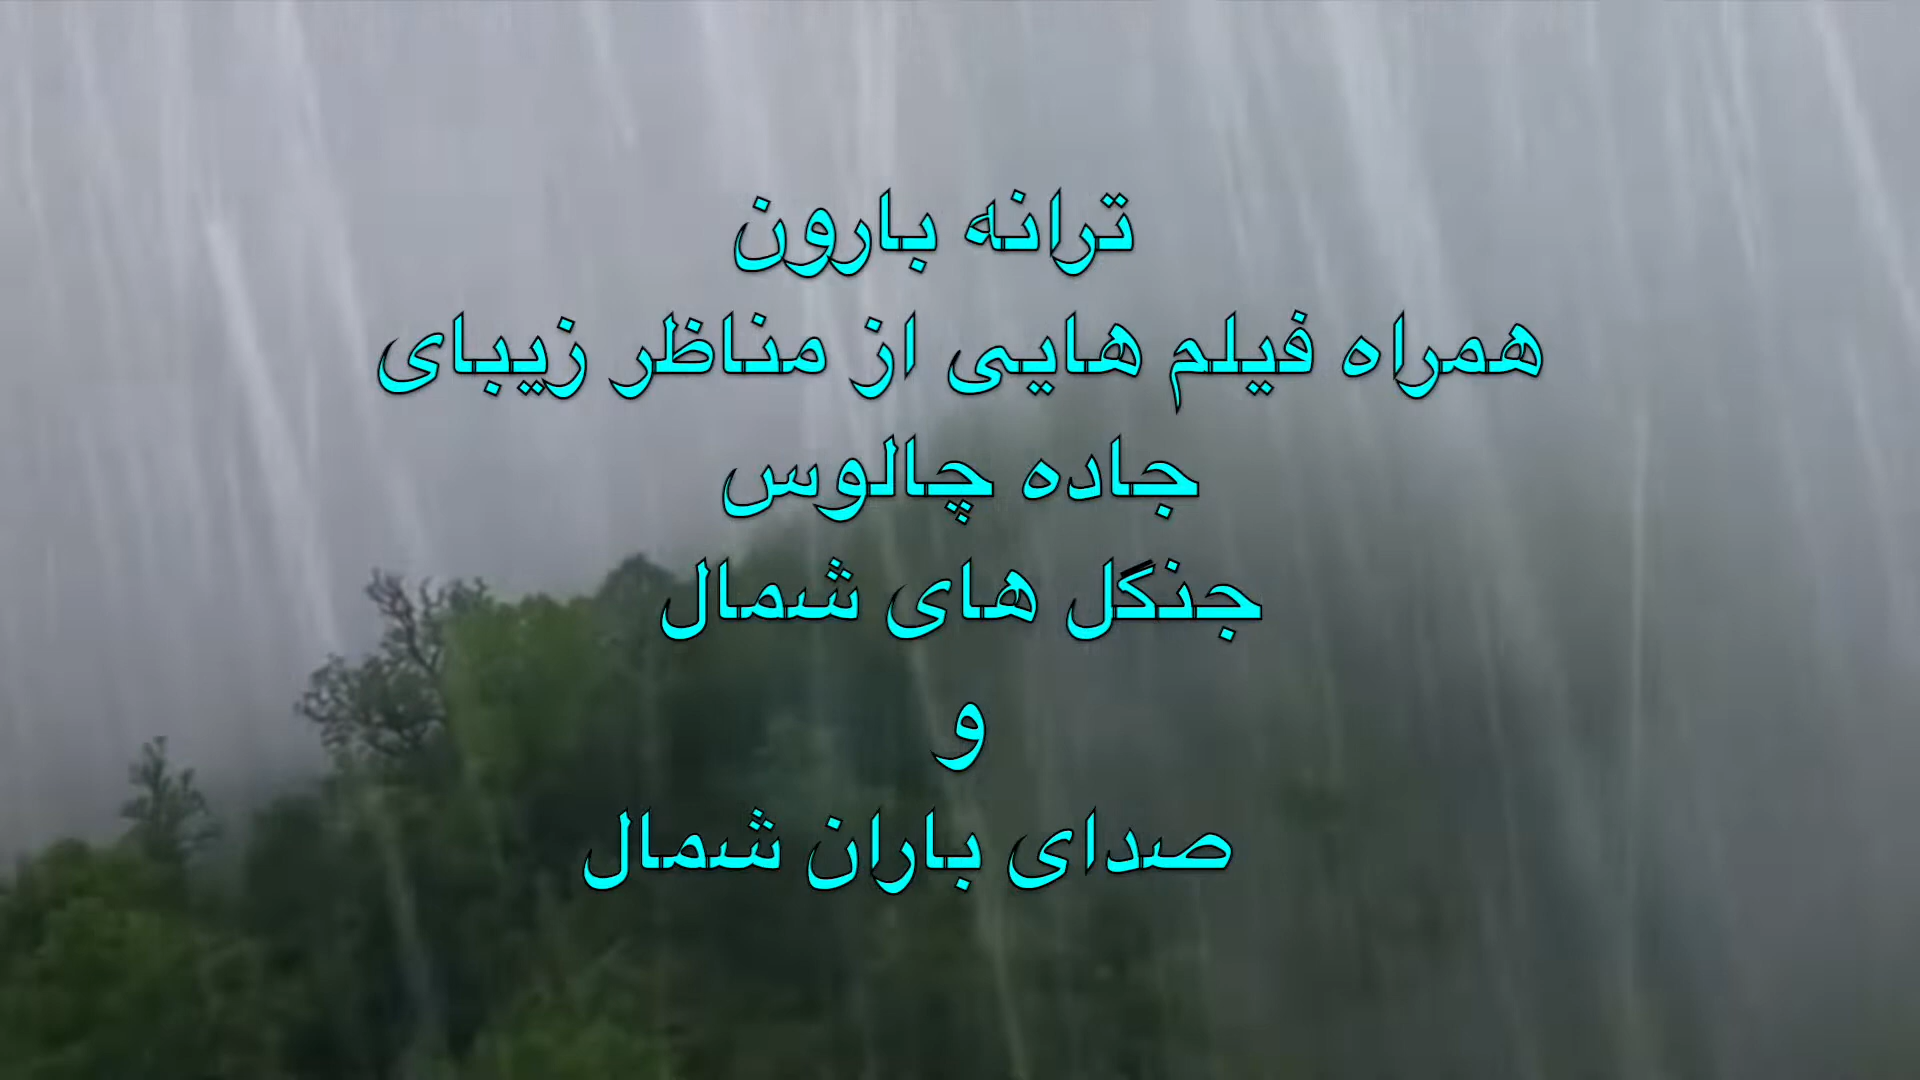 ترانه بارون
همراه فیلم هایی از مناظر زیبای
جاده چالوس
جنگل های شمال
و
صدای باران شمال